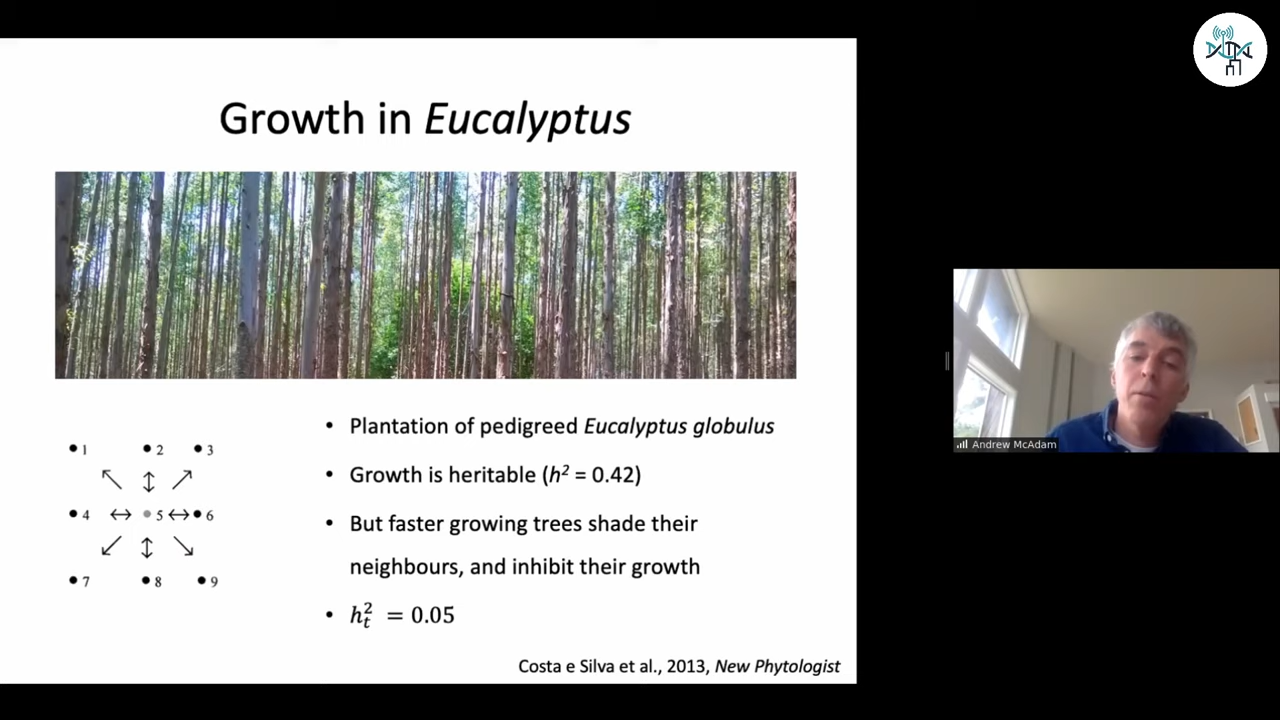 Growth in Eucalyptus
• 1 • 2 • 3
• 4 • 5 • 6
• 7 • 8 • 9
• Plantation of pedigreed Eucalyptus globulus
• Growth is heritable (h² = 0.42)
• But faster growing trees shade their
neighbours, and inhibit their growth
• h²ₜ = 0.05
Costa e Silva et al., 2013, New Phytologist
Andrew McAdam